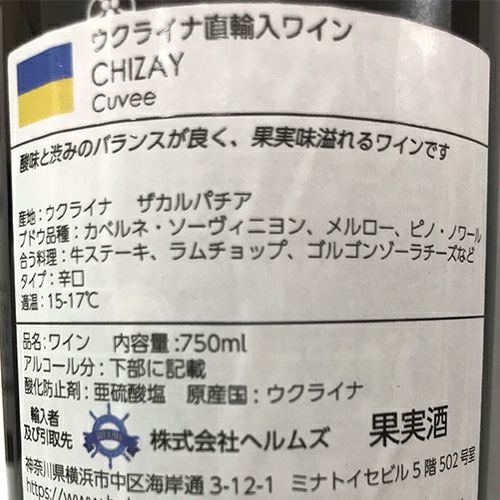 ウクライナ直輸入ワイン
CHIZAY
Cuvee
酸味と渋みのバランスが良く、果実味溢れるワインです
産地：ウクライナ　ザカルパチア
ブドウ品種：カベルネ・ソーヴィニヨン、メルロー、ピノ・ノワール
合う料理：牛ステーキ、ラムチョップ、ゴルゴンゾーラチーズなど
タイプ：辛口
適温：15-17℃
品名：ワイン　内容量：750ml
アルコール分：下部に記載
酸化防止剤：亜硫酸塩　原産国：ウクライナ
輸入者
及び引取先　株式会社ヘルムズ　果実酒
神奈川県横浜市中区海岸通 3-12-1　ミナトイセビル 5 階 502 号室